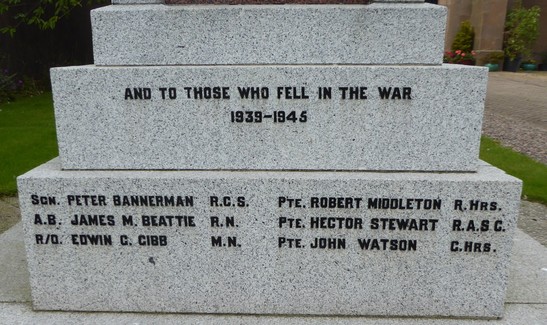 AND TO THOSE WHO FELL IN THE WAR
1939-1945
SGN. PETER BANNERMAN R.C.S.
A.B. JAMES M. BEATTIE R.N.
R/O. EDWIN G. GIBB M.N.
PTE. ROBERT MIDDLETON R. HRS.
PTE. HECTOR STEWART R.A.S.C.
PTE. JOHN WATSON G. HRS.